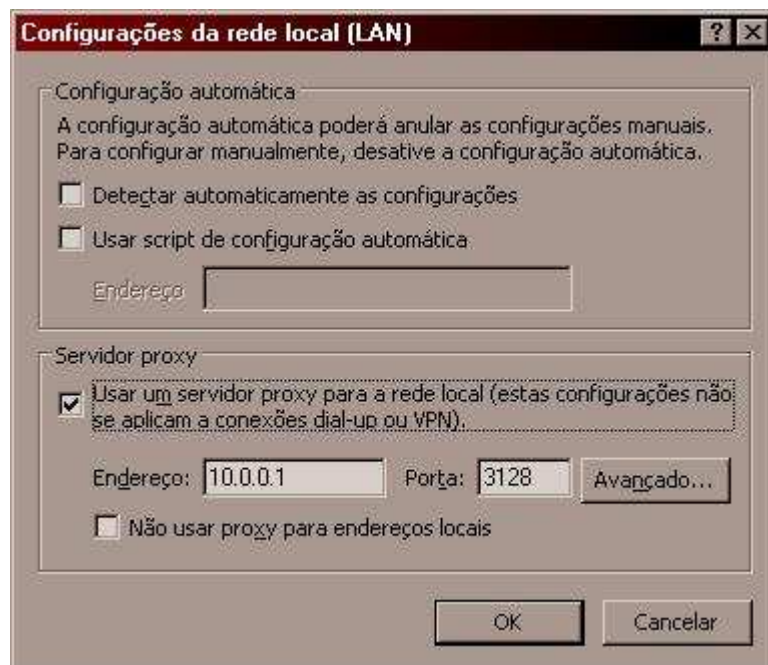 Configurações da rede local (LAN)
Configuração automática
A configuração automática poderá anular as configurações manuais.
Para configurar manualmente, desative a configuração automática.
Detectar automaticamente as configurações
Usar script de configuração automática
Endereço
Servidor proxy
Usar um servidor proxy para a rede local (estas configurações não
se aplicam a conexões dial-up ou VPN).
Endereço: 10.0.0.1 Porta: 3128 Avançado...
Não usar proxy para endereços locais
OK Cancelar